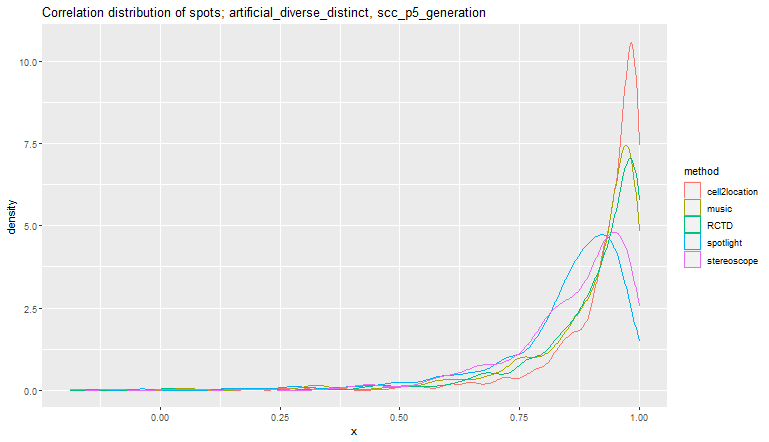 Correlation distribution of spots; artificial_diverse_distinct, scc_p5_generation
density
10.0
7.5
5.0
2.5
0.0
0.00 0.25 0.50 0.75 1.00
x
method
cell2location
music
RCTD
spotlight
stereoscope